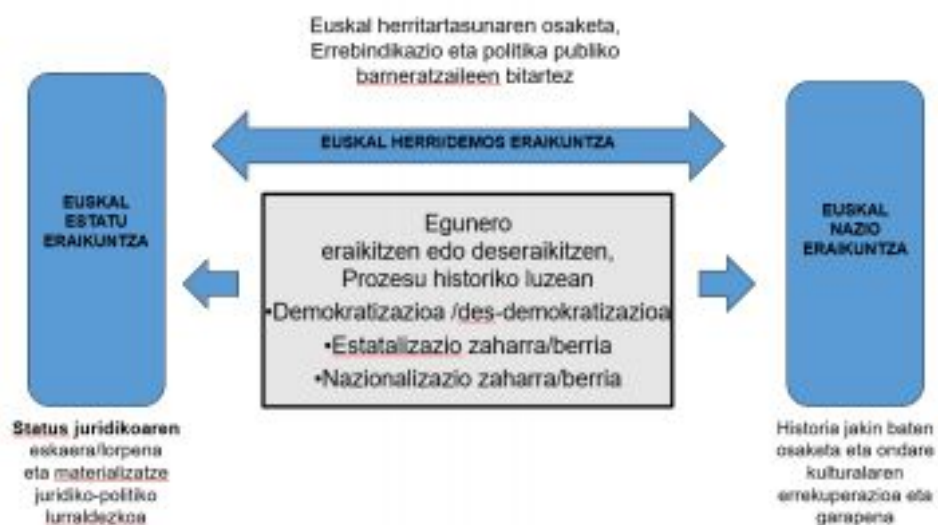 Euskal herritartasunaren osaketa,
Errebindikazio eta politika publiko
barneratzaileen bitartez
EUSKAL HERRI/DEMOS ERAIKUNTZA
EUSKAL
ESTATU
ERAIKUNTZA
Egunero
eraikitzen edo deseraikitzen,
Prozesu historiko luzean
•Demokratizazioa /des-demokratizazioa
•Estatalizazio zaharra/berria
•Nazionalizazio zaharra/berria
EUSKAL
NAZIO
ERAIKUNTZA
Status juridikoaren
eskaera/lorpena
eta materializatze
juridiko-politiko
lurraldezkoa
Historia jakin baten
osaketa eta ondare
kulturalaren
errekuperazioa eta
garapena